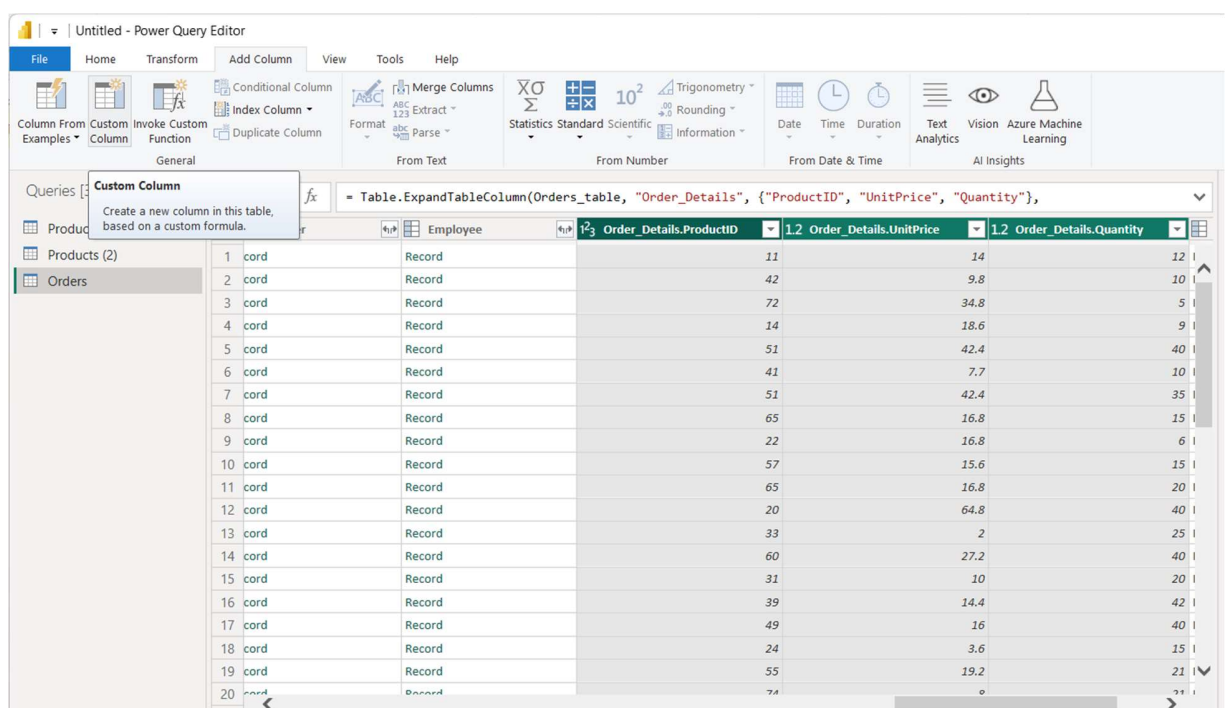 Untitled - Power Query Editor
File Home Transform Add Column View Tools Help
Column From Examples
Custom Column
Invoke Custom Function
Conditional Column
Index Column
Duplicate Column
General
Format
Merge Columns
Extract
Parse
From Text
Statistics Standard Scientific
Trigonometry
Rounding
Information
From Number
Date Time Duration
From Date & Time
Text Analytics
Vision
Azure Machine Learning
AI Insights
Custom Column
Create a new column in this table,
based on a custom formula.
Queries
fx = Table.ExpandTableColumn(Orders_table, "Order_Details", {"ProductID", "UnitPrice", "Quantity"},
Products (2)
Orders
Employee 1²3 Order_Details.ProductID 1.2 Order_Details.UnitPrice 1.2 Order_Details.Quantity
1 cord Record 11 14 12
2 cord Record 42 9.8 10
3 cord Record 72 34.8 5
4 cord Record 14 18.6 9
5 cord Record 51 42.4 40
6 cord Record 41 7.7 10
7 cord Record 51 42.4 35
8 cord Record 65 16.8 15
9 cord Record 22 16.8 6
10 cord Record 57 15.6 15
11 cord Record 65 16.8 20
12 cord Record 20 64.8 40
13 cord Record 33 2 25
14 cord Record 60 27.2 40
15 cord Record 31 10 20
16 cord Record 39 14.4 42
17 cord Record 49 16 40
18 cord Record 24 3.6 15
19 cord Record 55 19.2 21
20 cord Record 74 8 21